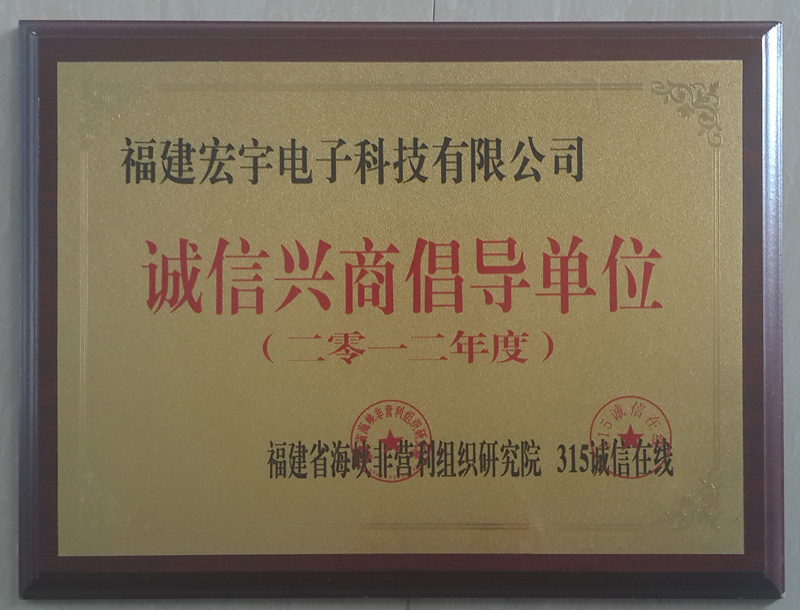 福建宏宇电子科技有限公司
诚信兴商倡导单位
（二零一二年度）
福建省海峡非营利组织研究院 315诚信在线